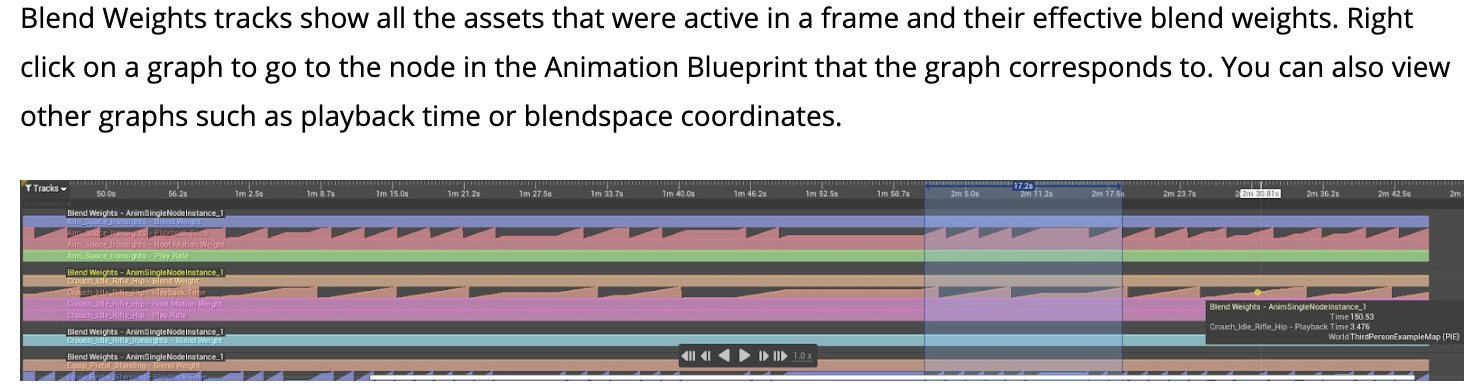 Blend Weights tracks show all the assets that were active in a frame and their effective blend weights. Right
click on a graph to go to the node in the Animation Blueprint that the graph corresponds to. You can also view
other graphs such as playback time or blendspace coordinates.
Tracks
50.0s 56.2s 1m 2.5s 1m 8.7s 1m 15.0s 1m 21.2s 1m 27.5s 1m 33.7s 1m 40.0s 1m 46.2s 1m 52.5s 1m 58.7s 2m 5.0s 2m 11.2s 2m 17.5s 2m 23.7s 2m 30.81s 2m 36.2s 2m 42.5s 2m
17.2s
Blend Weights - AnimSingleNodeInstance_1
Aim_Space_Ironsights - Blend Weight
Aim_Space_Ironsights - Playback Time
Aim_Space_Ironsights - Root Motion Weight
Aim_Space_Ironsights - Play Rate
Blend Weights - AnimSingleNodeInstance_1
Crouch_Idle_Rifle_Hip - Blend Weight
Crouch_Idle_Rifle_Hip - Playback Time
Crouch_Idle_Rifle_Hip - Root Motion Weight
Crouch_Idle_Rifle_Hip - Play Rate
Blend Weights - AnimSingleNodeInstance_1
Crouch_Idle_Rifle_Ironsights - Blend Weight
Blend Weights - AnimSingleNodeInstance_1
Equip_Pistol_Standing - Blend Weight
Equip_Pistol_Standing - Playback Time
1.0 x
Blend Weights - AnimSingleNodeInstance_1
Time 150.53
Crouch_Idle_Rifle_Hip - Playback Time 3.476
World ThirdPersonExampleMap (PIE)